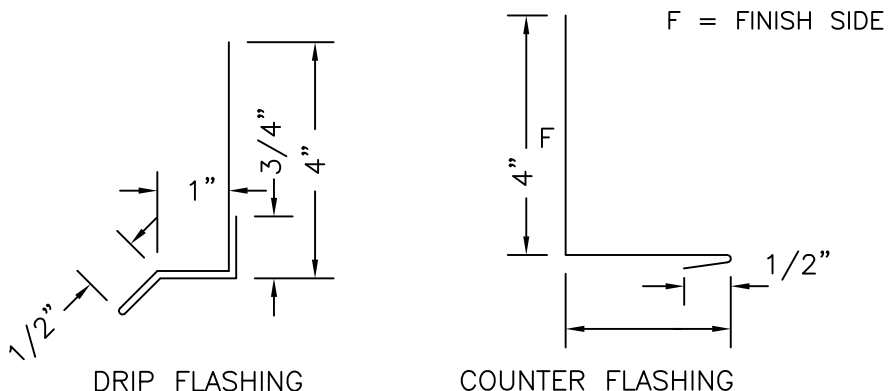 F = FINISH SIDE
1"
3/4"
4"
1/2"
DRIP FLASHING
4"
F
1/2"
COUNTER FLASHING